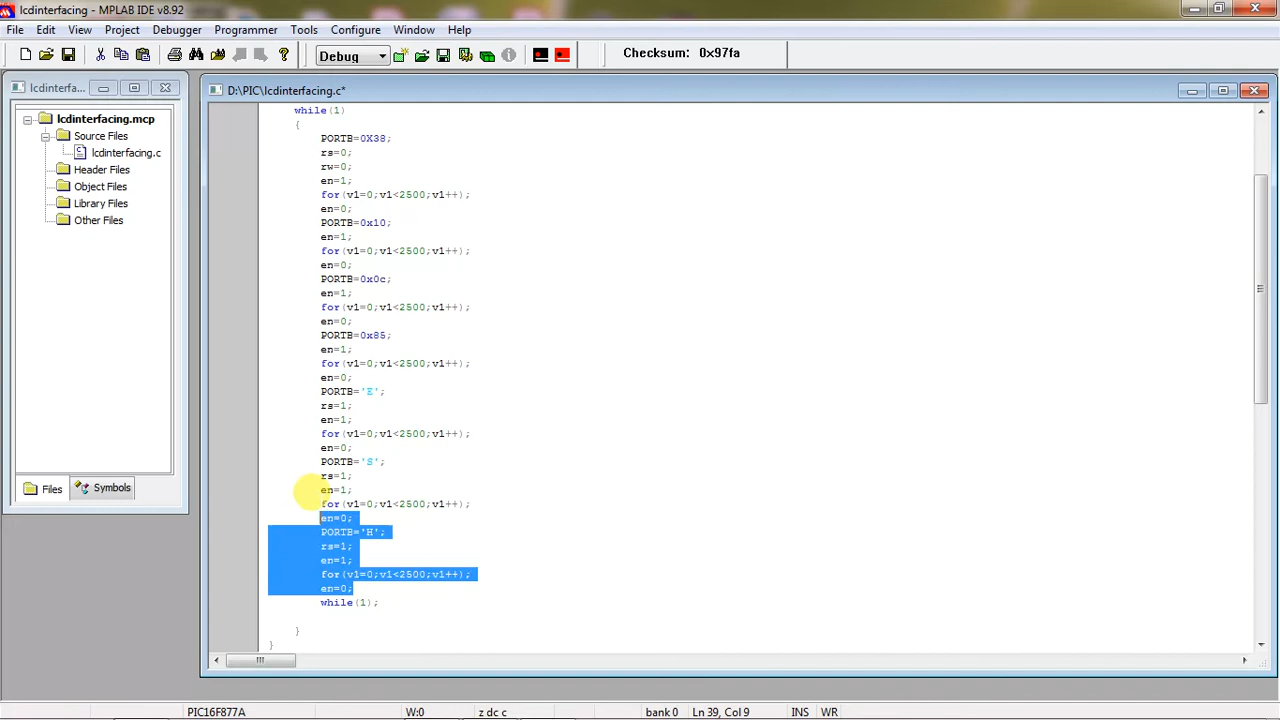 lcdinterfacing - MPLAB IDE v8.92
File Edit View Project Debugger Programmer Tools Configure Window Help
Debug Checksum: 0x97fa
lcdinterfa...
lcdinterfacing.mcp
Source Files
lcdinterfacing.c
Header Files
Object Files
Library Files
Other Files
Files Symbols
D:\PIC\lcdinterfacing.c*
while(1)
{
PORTB=0X38;
rs=0;
rw=0;
en=1;
for(v1=0;v1<2500;v1++);
en=0;
PORTB=0x10;
en=1;
for(v1=0;v1<2500;v1++);
en=0;
PORTB=0x0c;
en=1;
for(v1=0;v1<2500;v1++);
en=0;
PORTB=0x85;
en=1;
for(v1=0;v1<2500;v1++);
en=0;
PORTB='E';
rs=1;
en=1;
for(v1=0;v1<2500;v1++);
en=0;
PORTB='S';
rs=1;
en=1;
for(v1=0;v1<2500;v1++);
en=0;
PORTB='H';
rs=1;
en=1;
for(v1=0;v1<2500;v1++);
en=0;
while(1);
}
}
PIC16F877A W:0 z dc c bank 0 Ln 39, Col 9 INS WR